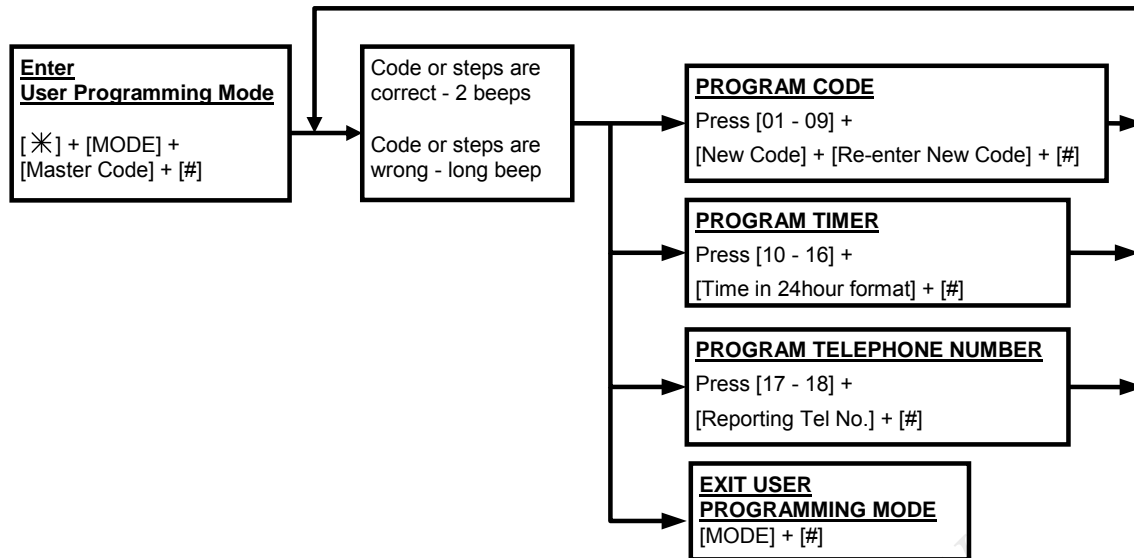 Enter
User Programming Mode
[✳] + [MODE] +
[Master Code] + [#]
Code or steps are
correct - 2 beeps
Code or steps are
wrong - long beep
PROGRAM CODE
Press [01 - 09] +
[New Code] + [Re-enter New Code] + [#]
PROGRAM TIMER
Press [10 - 16] +
[Time in 24hour format] + [#]
PROGRAM TELEPHONE NUMBER
Press [17 - 18] +
[Reporting Tel No.] + [#]
EXIT USER
PROGRAMMING MODE
[MODE] + [#]